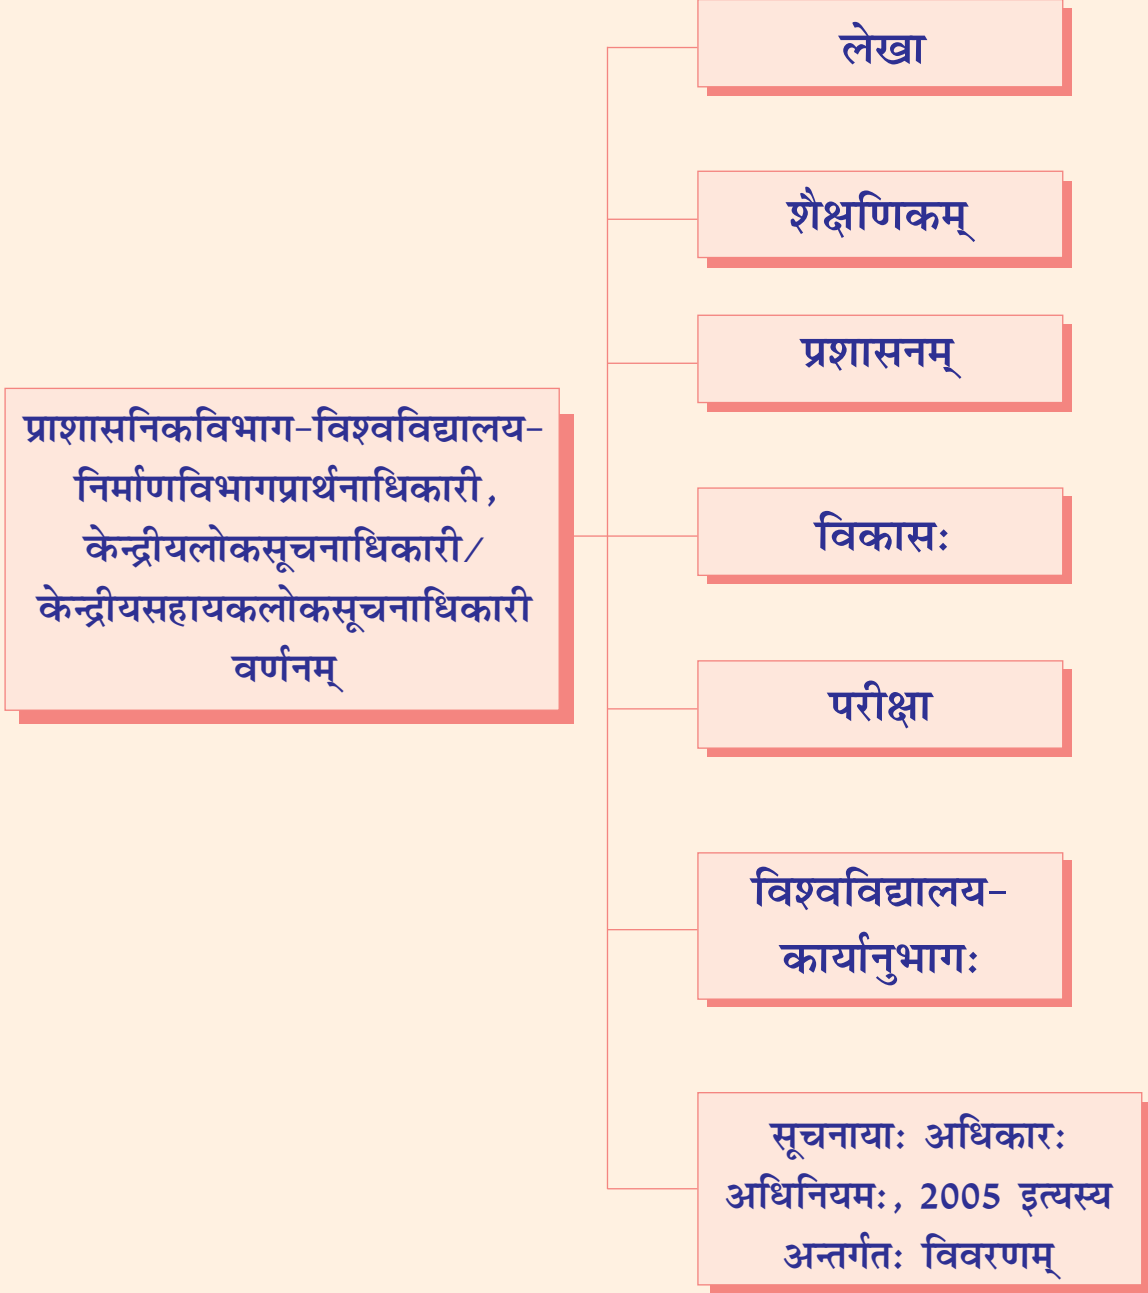 लेखा
शैक्षणिकम्
प्रशासनम्
प्राशासनिकविभाग-विश्वविद्यालय-
निर्माणविभागप्रार्थनाधिकारी,
केन्द्रीयलोकसूचनाधिकारी/
केन्द्रीयसहायकलोकसूचनाधिकारी
वर्णनम्
विकासः
परीक्षा
विश्वविद्यालय-
कार्यानुभागः
सूचनायाः अधिकारः
अधिनियमः, 2005 इत्यस्य
अन्तर्गतः विवरणम्